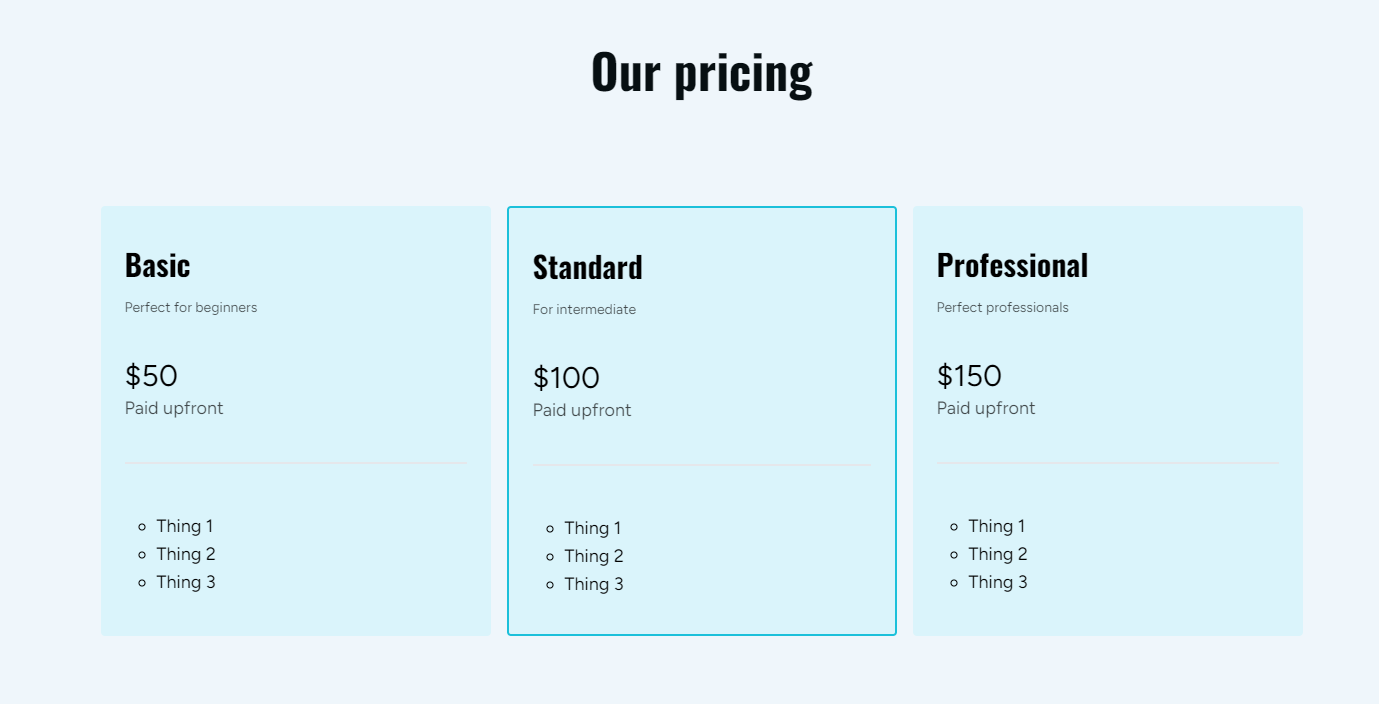 Our pricing
Basic
Perfect for beginners
$50
Paid upfront
Thing 1
Thing 2
Thing 3
Standard
For intermediate
$100
Paid upfront
Thing 1
Thing 2
Thing 3
Professional
Perfect professionals
$150
Paid upfront
Thing 1
Thing 2
Thing 3